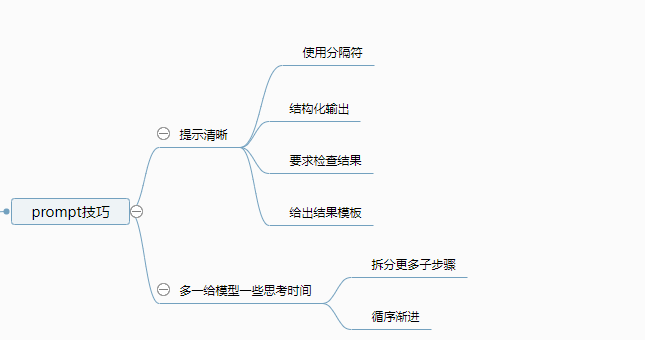 使用分隔符
结构化输出
提示清晰
要求检查结果
prompt技巧
给出结果模板
拆分更多子步骤
多一给模型一些思考时间
循序渐进